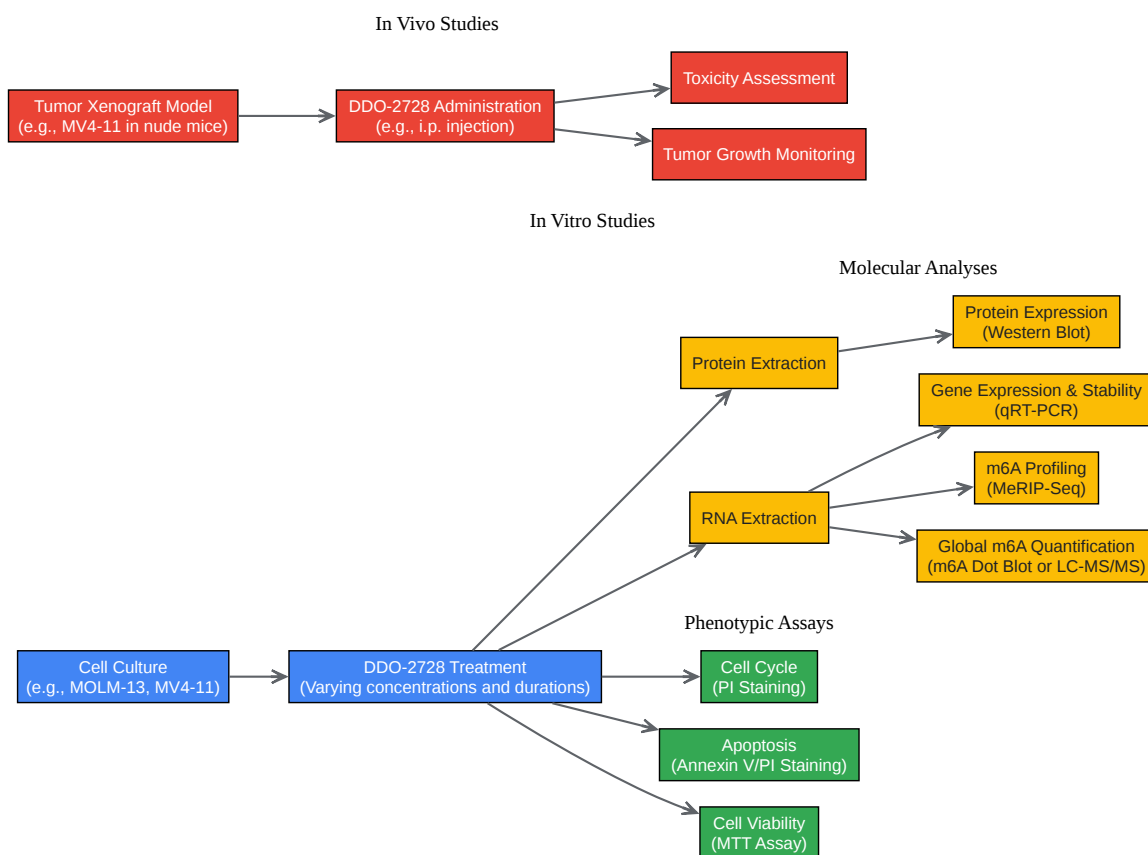 In Vivo Studies
Tumor Xenograft Model
(e.g., MV4-11 in nude mice)
DDO-2728 Administration
(e.g., i.p. injection)
Toxicity Assessment
Tumor Growth Monitoring
In Vitro Studies
Molecular Analyses
Protein Extraction
Protein Expression
(Western Blot)
Gene Expression & Stability
(qRT-PCR)
RNA Extraction
m6A Profiling
(MeRIP-Seq)
Global m6A Quantification
(m6A Dot Blot or LC-MS/MS)
Phenotypic Assays
Cell Culture
(e.g., MOLM-13, MV4-11)
DDO-2728 Treatment
(Varying concentrations and durations)
Cell Cycle
(PI Staining)
Apoptosis
(Annexin V/PI Staining)
Cell Viability
(MTT Assay)